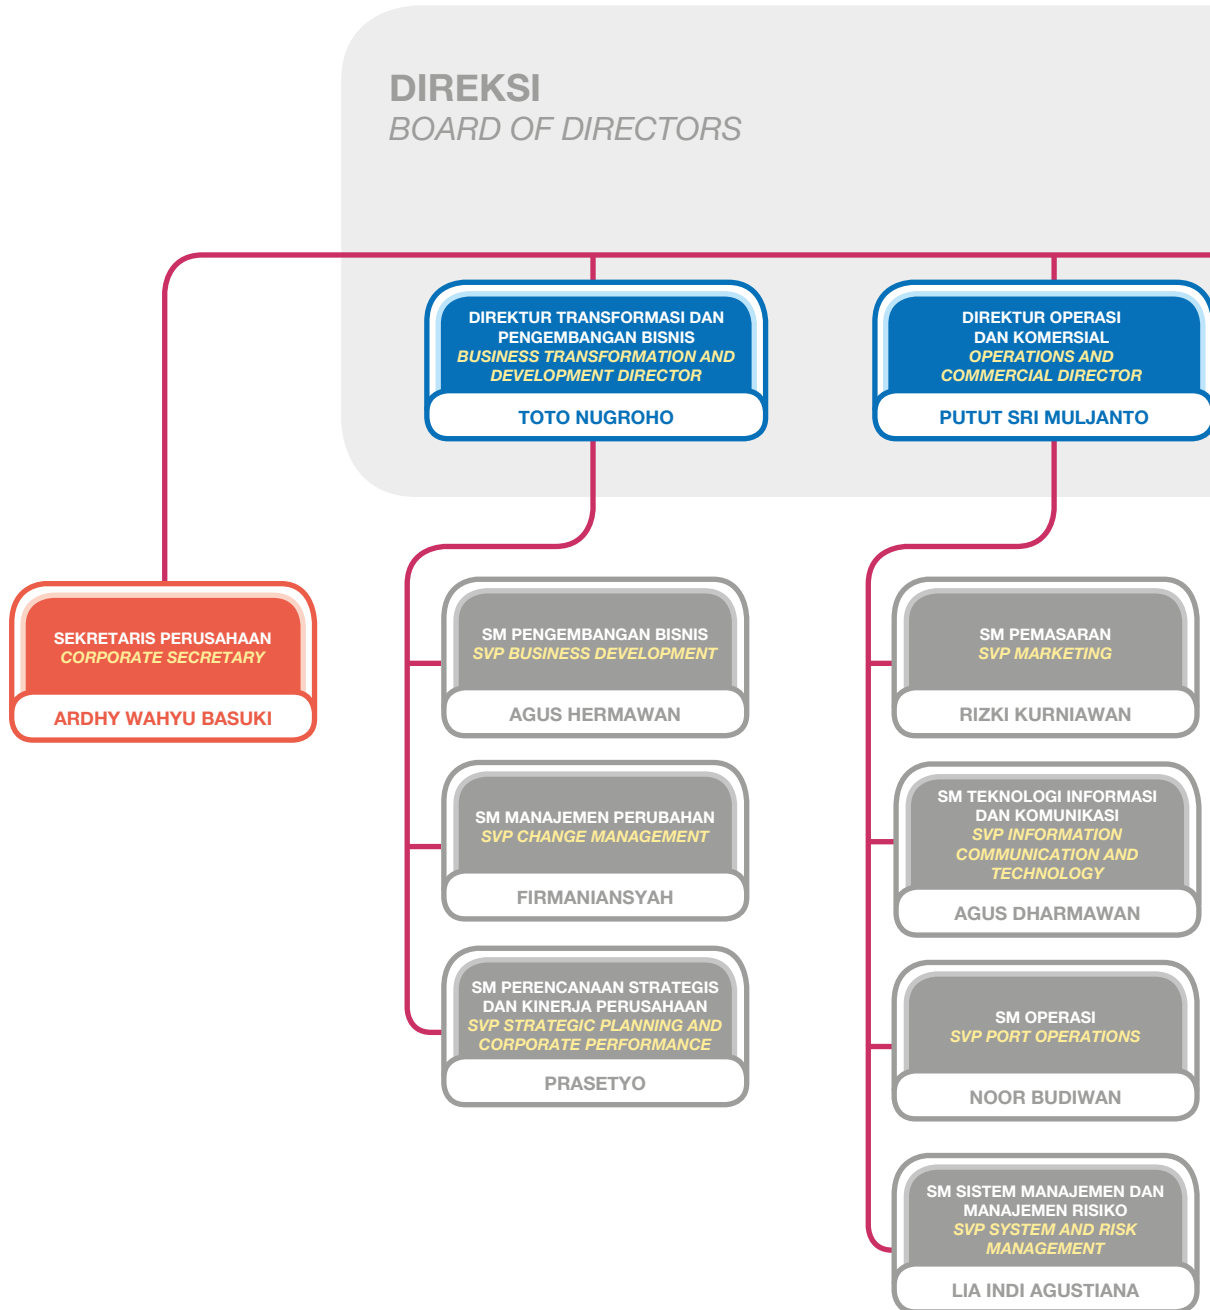 DIREKSI
BOARD OF DIRECTORS
DIREKTUR TRANSFORMASI DAN
PENGEMBANGAN BISNIS
BUSINESS TRANSFORMATION AND
DEVELOPMENT DIRECTOR
TOTO NUGROHO
DIREKTUR OPERASI
DAN KOMERSIAL
OPERATIONS AND
COMMERCIAL DIRECTOR
PUTUT SRI MULJANTO
SEKRETARIS PERUSAHAAN
CORPORATE SECRETARY
ARDHY WAHYU BASUKI
SM PENGEMBANGAN BISNIS
SVP BUSINESS DEVELOPMENT
AGUS HERMAWAN
SM MANAJEMEN PERUBAHAN
SVP CHANGE MANAGEMENT
FIRMANIANSYAH
SM PERENCANAAN STRATEGIS
DAN KINERJA PERUSAHAAN
SVP STRATEGIC PLANNING AND
CORPORATE PERFORMANCE
PRASETYO
SM PEMASARAN
SVP MARKETING
RIZKI KURNIAWAN
SM TEKNOLOGI INFORMASI
DAN KOMUNIKASI
SVP INFORMATION
COMMUNICATION AND
TECHNOLOGY
AGUS DHARMAWAN
SM OPERASI
SVP PORT OPERATIONS
NOOR BUDIWAN
SM SISTEM MANAJEMEN DAN
MANAJEMEN RISIKO
SVP SYSTEM AND RISK
MANAGEMENT
LIA INDI AGUSTIANA